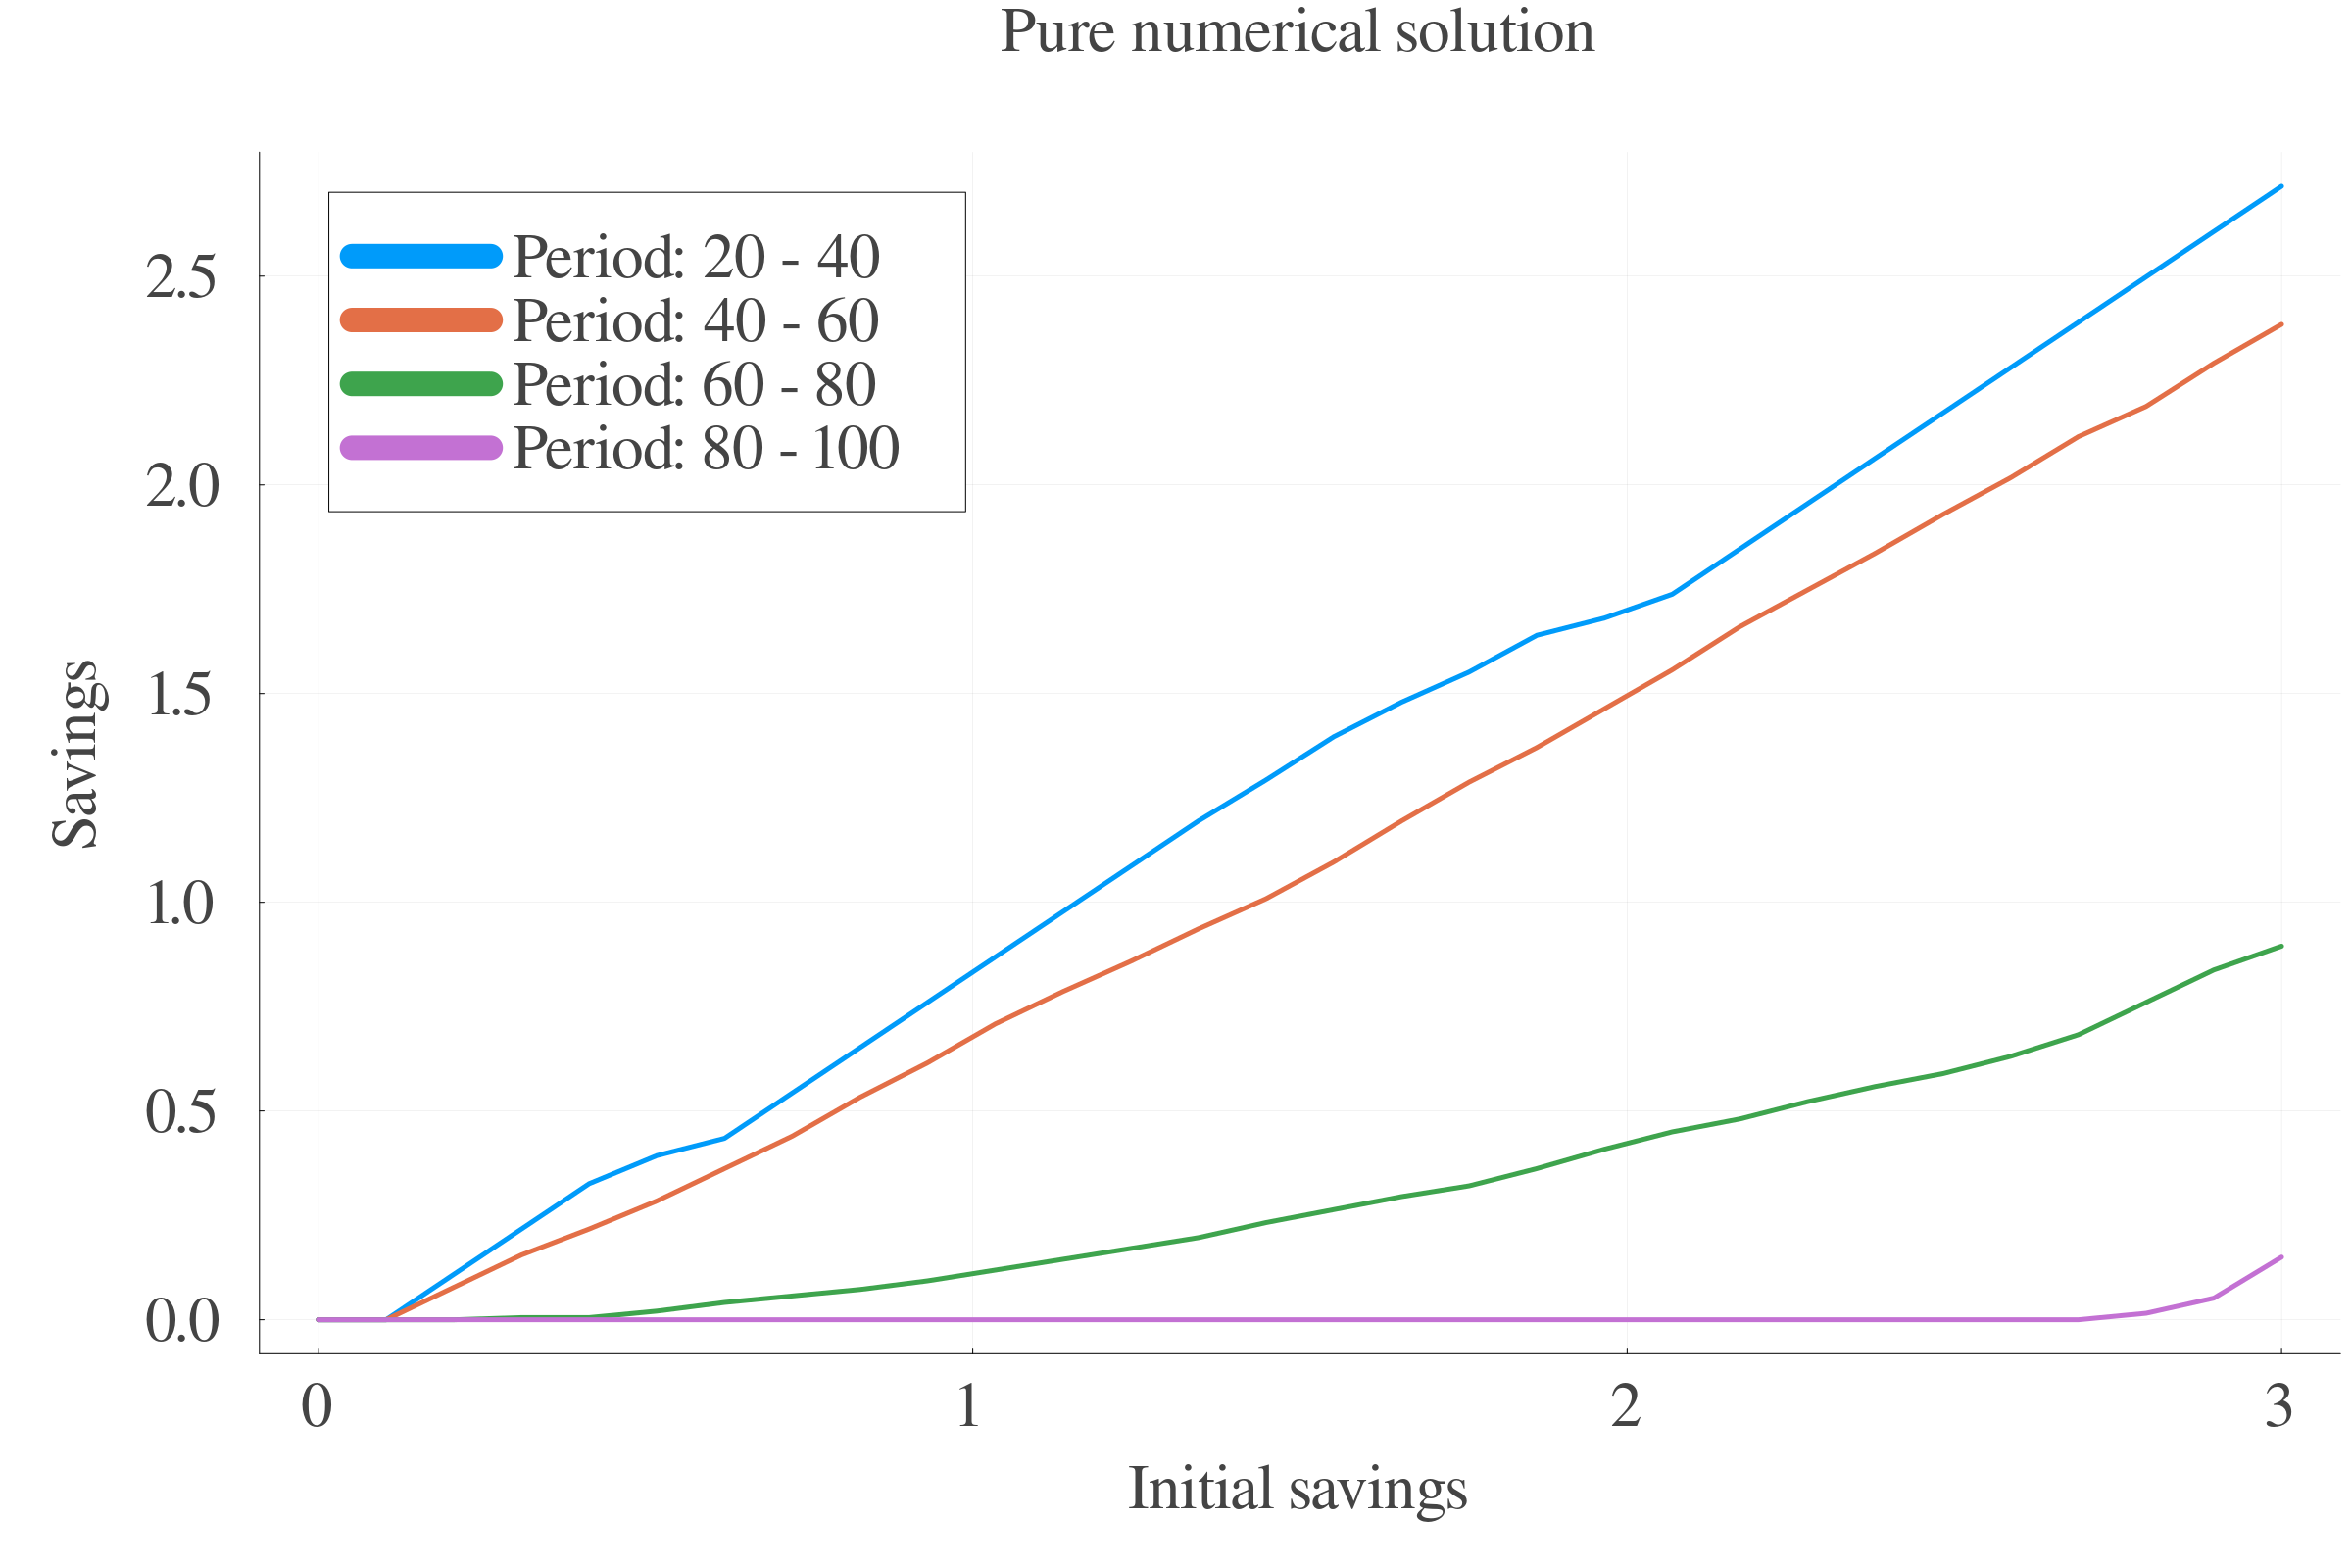 Pure numerical solution
Period: 20 - 40
Period: 40 - 60
Period: 60 - 80
Period: 80 - 100
2.5
2.0
1.5
1.0
0.5
0.0
Savings
0 1 2 3
Initial savings